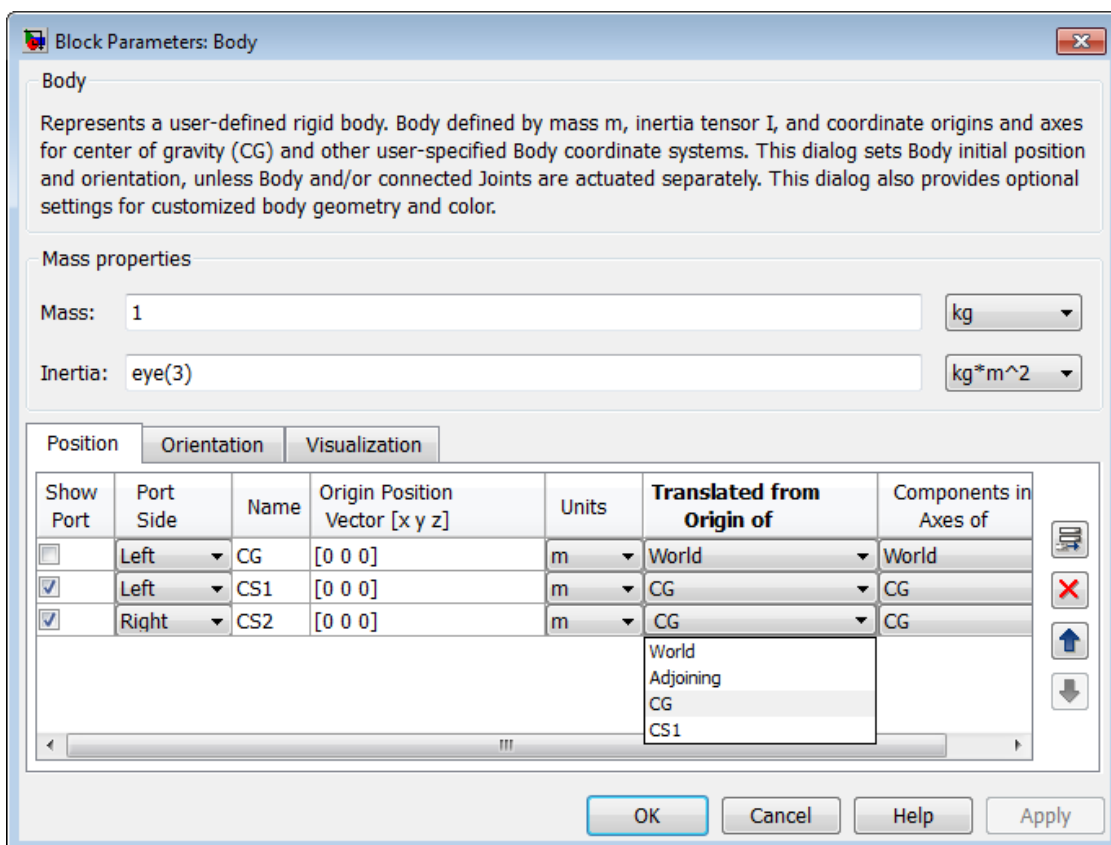 Block Parameters: Body
Body
Represents a user-defined rigid body. Body defined by mass m, inertia tensor I, and coordinate origins and axes
for center of gravity (CG) and other user-specified Body coordinate systems. This dialog sets Body initial position
and orientation, unless Body and/or connected Joints are actuated separately. This dialog also provides optional
settings for customized body geometry and color.
Mass properties
Mass: 1 kg
Inertia: eye(3) kg*m^2
Position Orientation Visualization
Show Port Origin Position Translated from Components in
Port Side Name Vector [x y z] Units Origin of Axes of
Left CG [0 0 0] m World World
Left CS1 [0 0 0] m CG CG
Right CS2 [0 0 0] m CG CG
World
Adjoining
CG
CS1
OK Cancel Help Apply